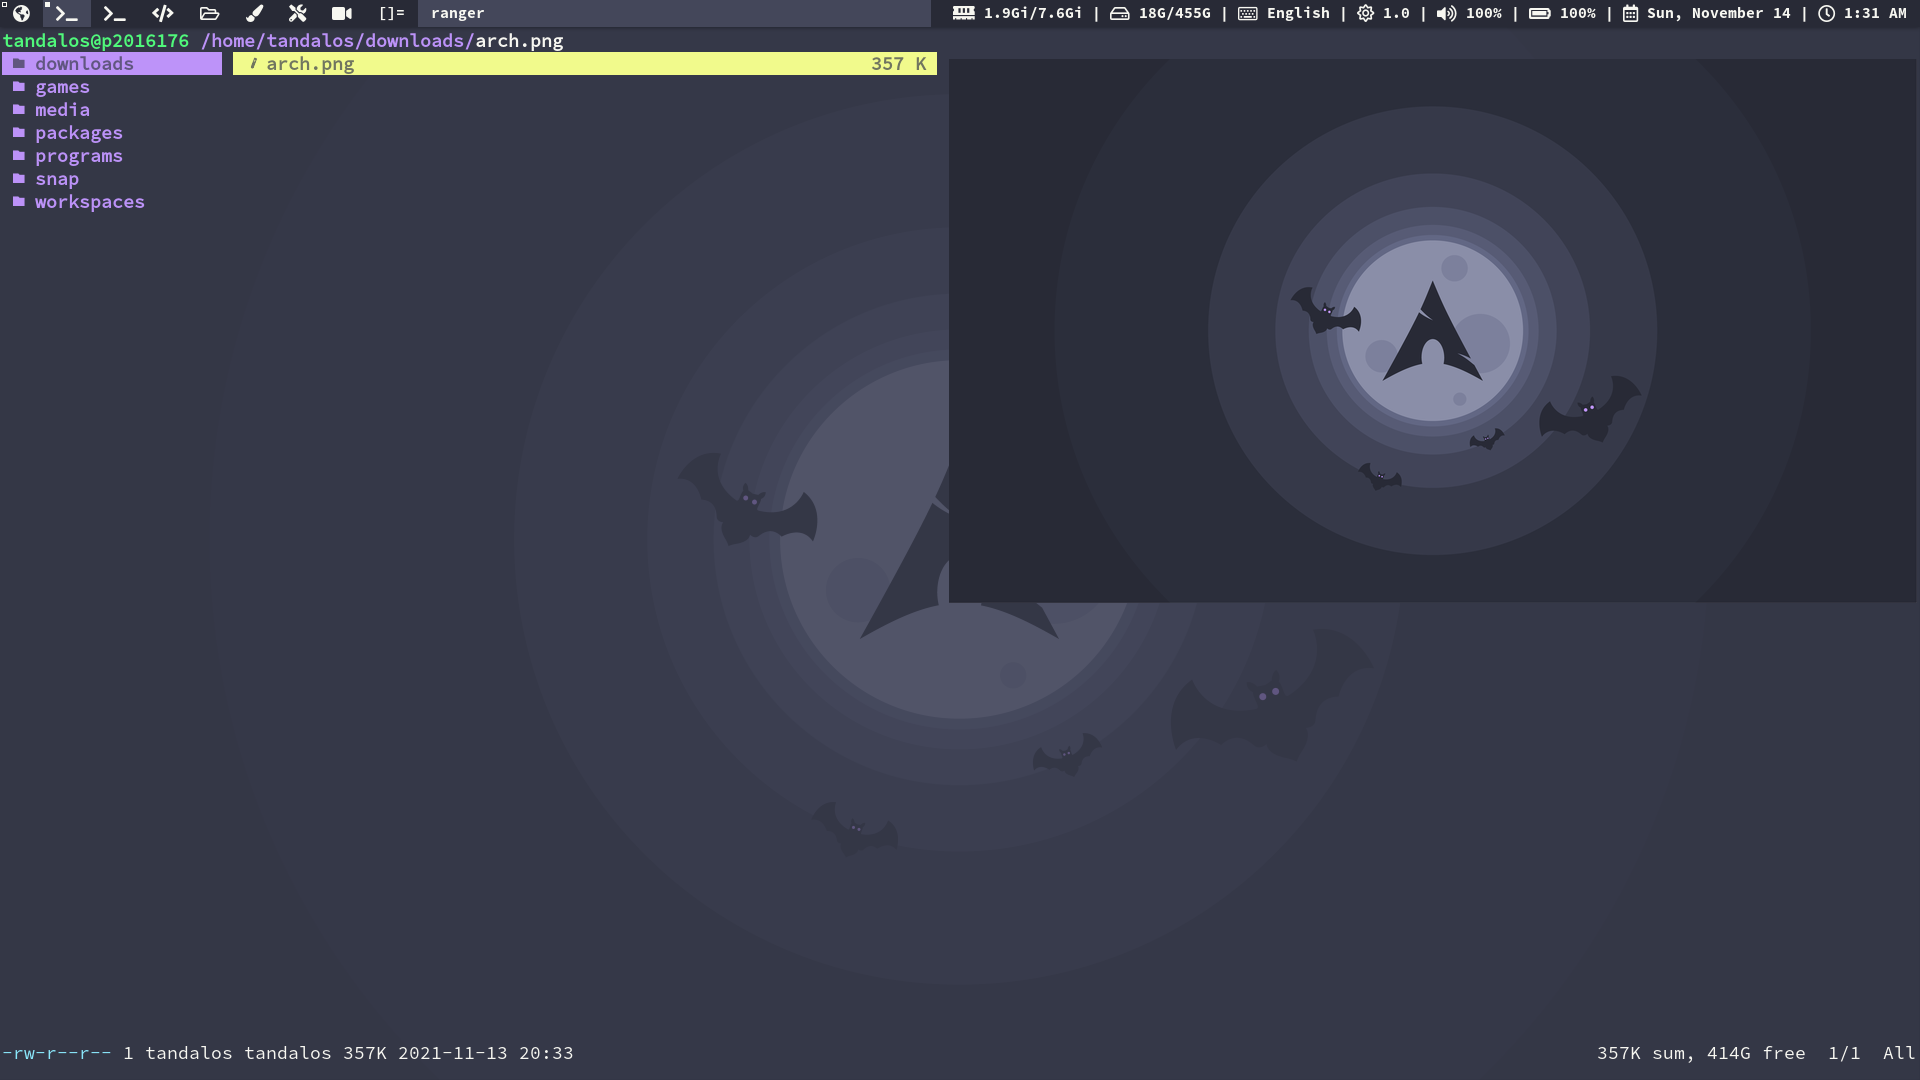 []= ranger 1.9Gi/7.6Gi | 18G/455G | English | 1.0 | 100% | 100% | Sun, November 14 | 1:31 AM
tandalos@p2016176 /home/tandalos/downloads/arch.png
downloads arch.png 357 K
games
media
packages
programs
snap
workspaces
-rw-r--r-- 1 tandalos tandalos 357K 2021-11-13 20:33 357K sum, 414G free 1/1 All